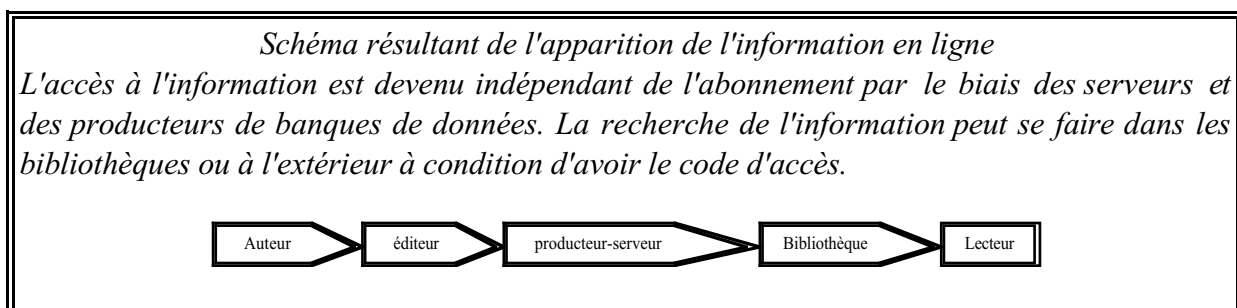 Schéma résultant de l'apparition de l'information en ligne
L'accès à l'information est devenu indépendant de l'abonnement par le biais des serveurs et
des producteurs de banques de données. La recherche de l'information peut se faire dans les
bibliothèques ou à l'extérieur à condition d'avoir le code d'accès.
Auteur éditeur producteur-serveur Bibliothèque Lecteur